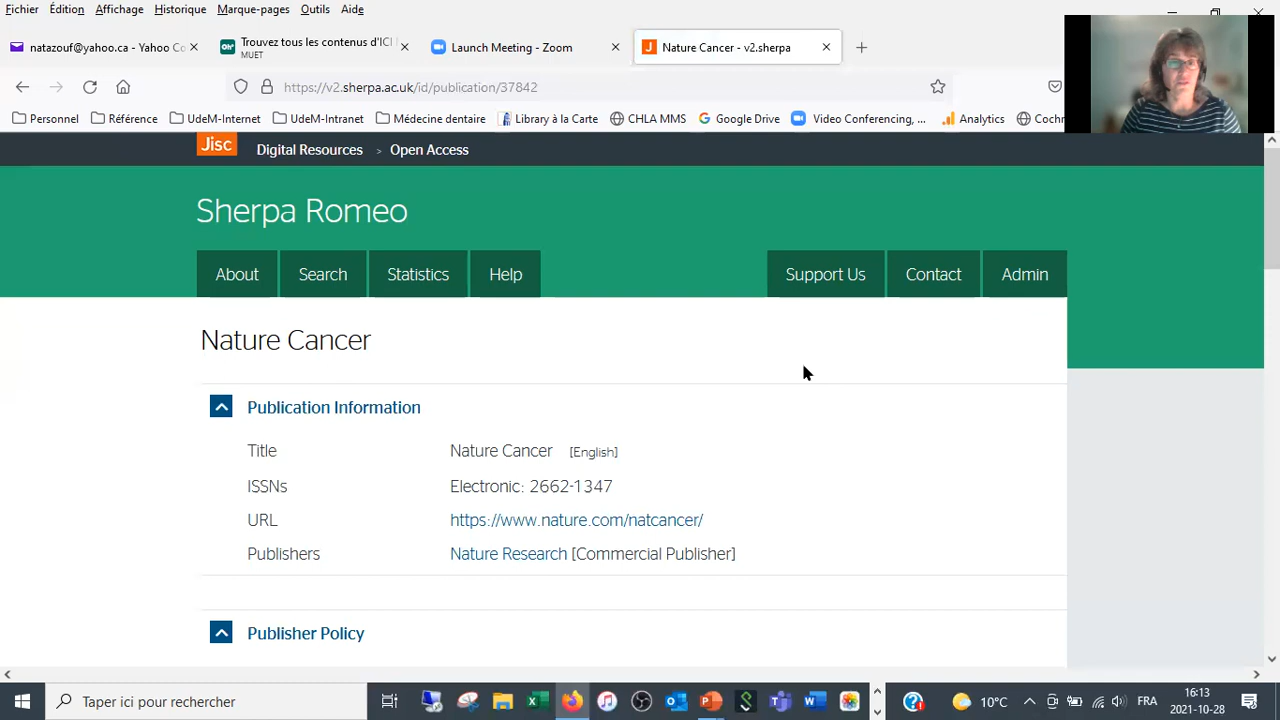 Fichier Édition Affichage Historique Marque-pages Outils Aide
natazouf@yahoo.ca - Yahoo Co
Oh+ Trouvez tous les contenus d'ICI
MUET
Launch Meeting - Zoom
Nature Cancer - v2.sherpa
https://v2.sherpa.ac.uk/id/publication/37842
Personnel Référence UdeM-Internet UdeM-Intranet Médecine dentaire Library à la Carte CHLA MMS Google Drive Video Conferencing, ... Analytics Cochr
Jisc Digital Resources > Open Access
Sherpa Romeo
About Search Statistics Help Support Us Contact Admin
Nature Cancer
Publication Information
Title Nature Cancer [English]
ISSNs Electronic: 2662-1347
URL https://www.nature.com/natcancer/
Publishers Nature Research [Commercial Publisher]
Publisher Policy
Taper ici pour rechercher
10°C
FRA
16:13
2021-10-28